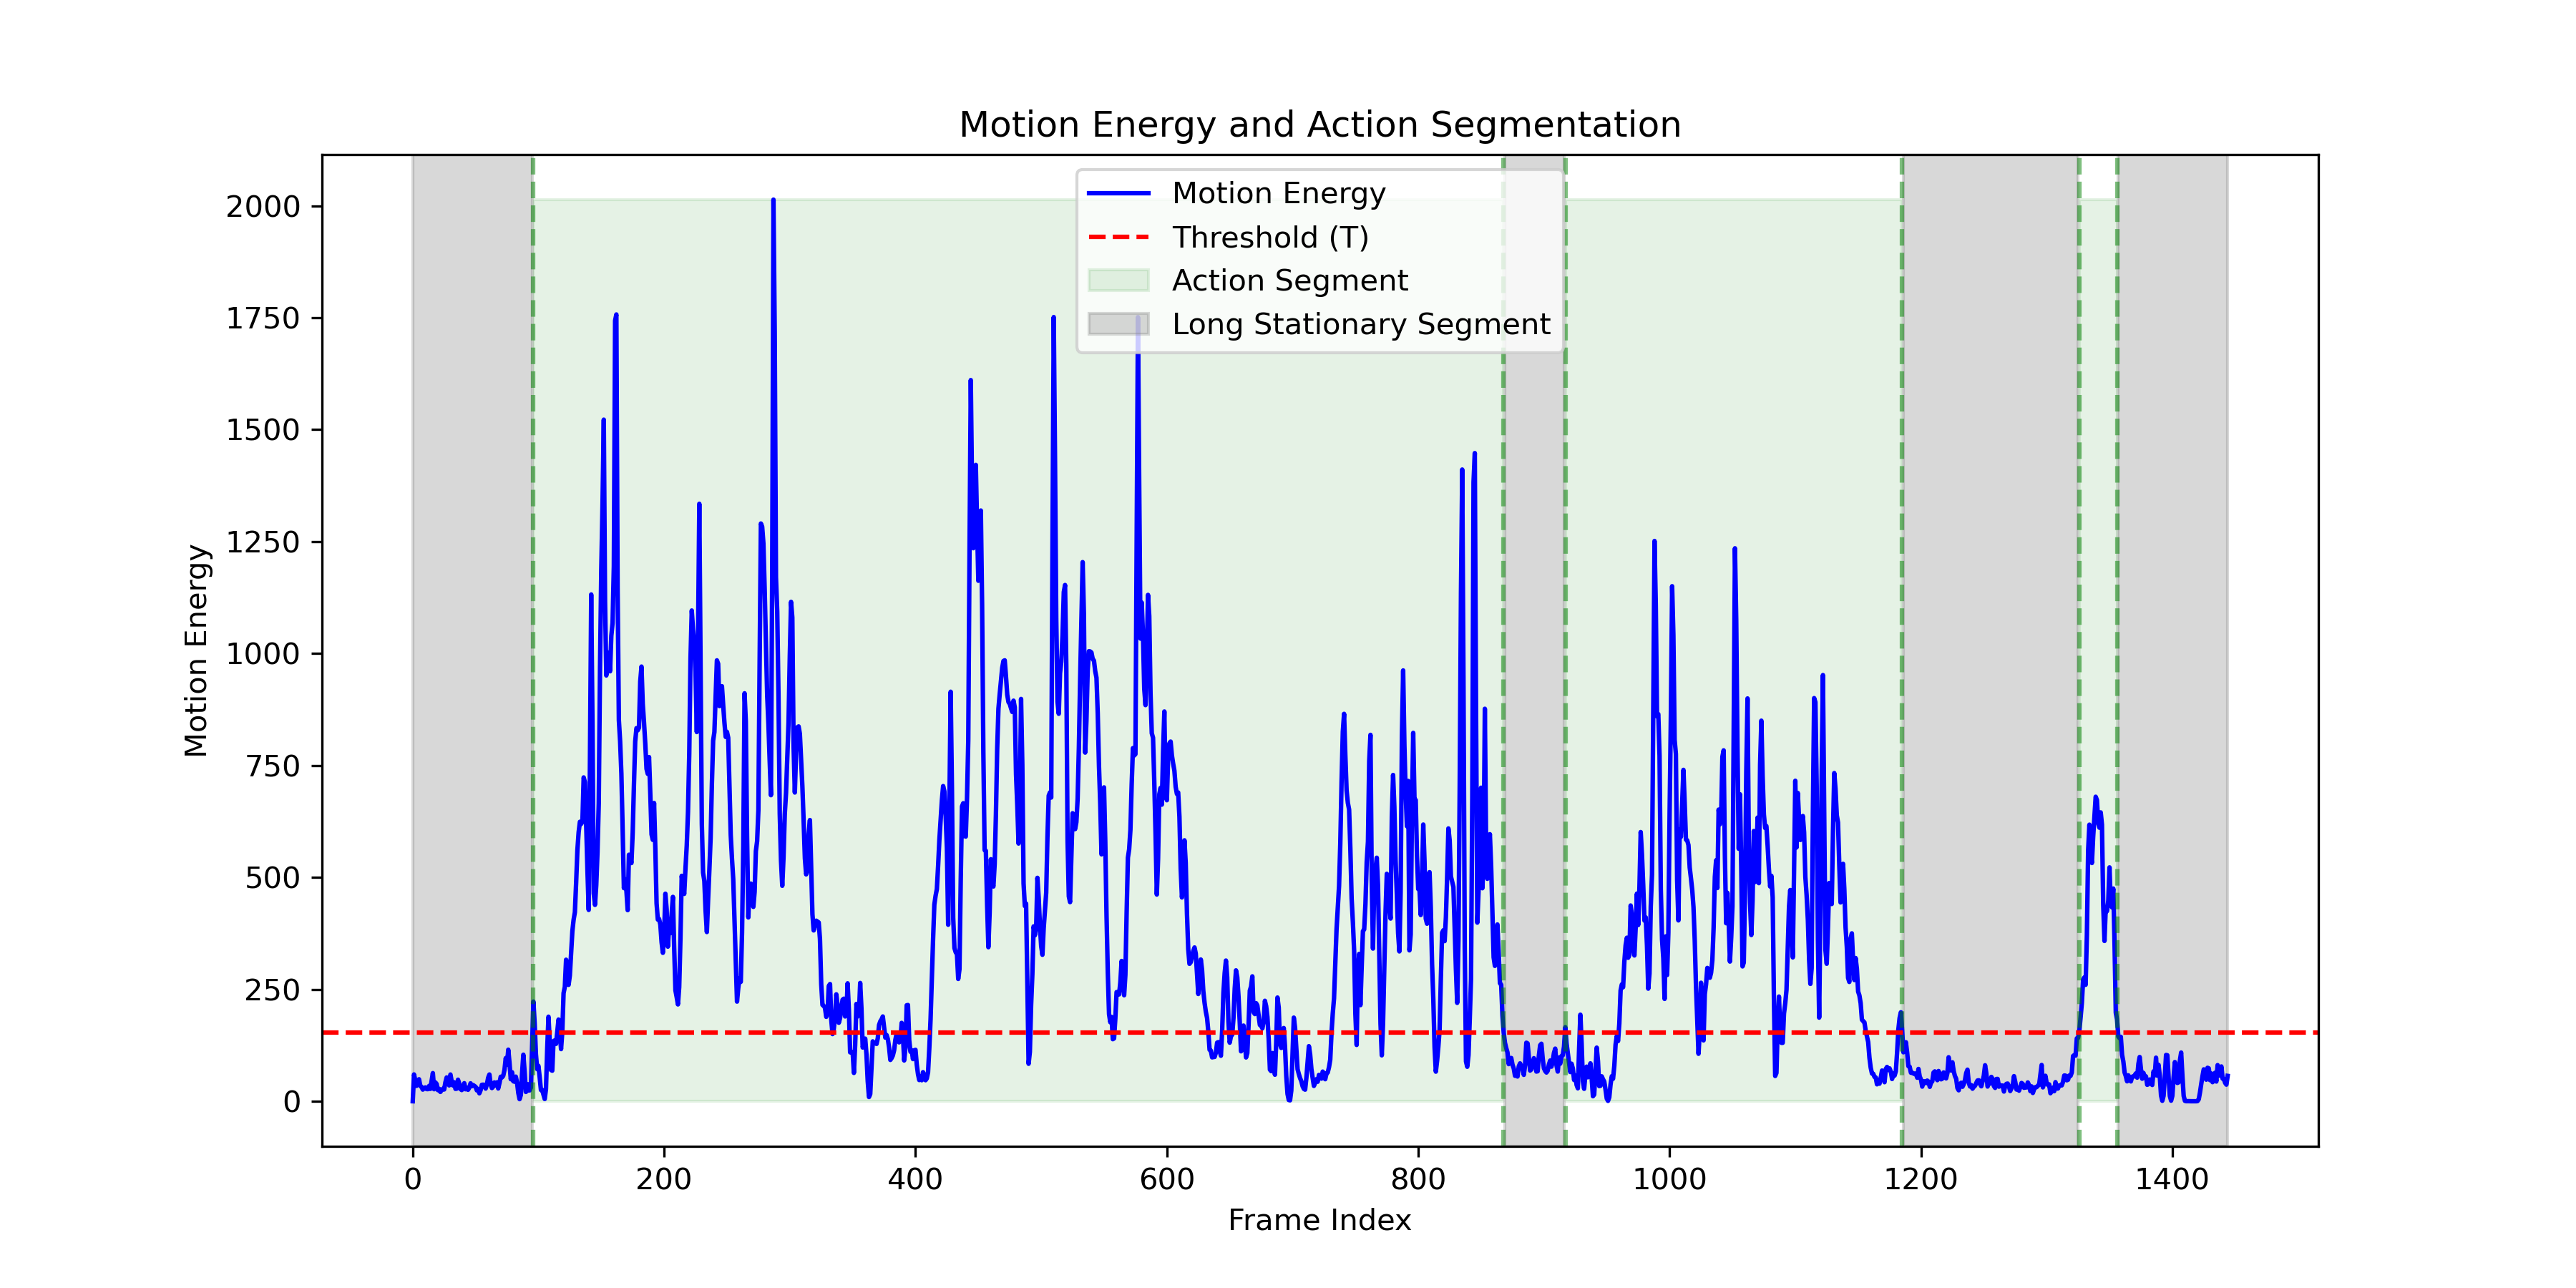 Motion Energy and Action Segmentation
Motion Energy
Threshold (T)
Action Segment
Long Stationary Segment
2000
1750
1500
1250
1000
750
500
250
0
Motion Energy
0 200 400 600 800 1000 1200 1400
Frame Index